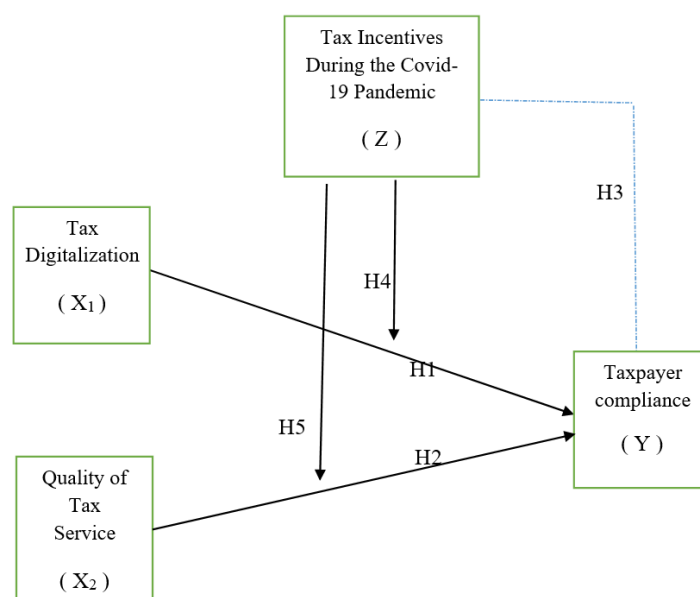 Tax Incentives
During the Covid-
19 Pandemic
( Z )
H3
Tax
Digitalization
( X₁ )
H4
H1
Taxpayer
compliance
( Y )
H5
H2
Quality of
Tax
Service
( X₂ )